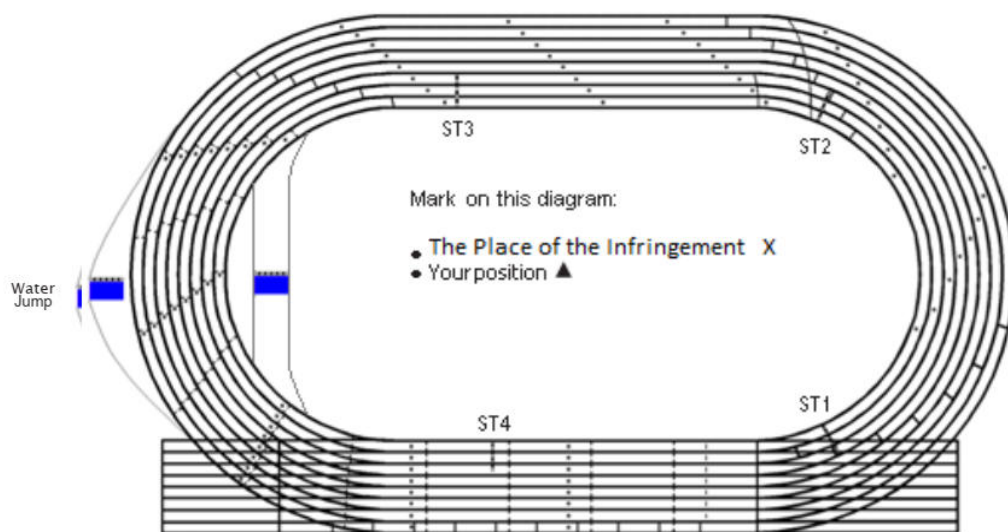 ST3
ST2
Mark on this diagram:
• The Place of the Infringement X
• Your position ▲
Water
Jump
ST1
ST4